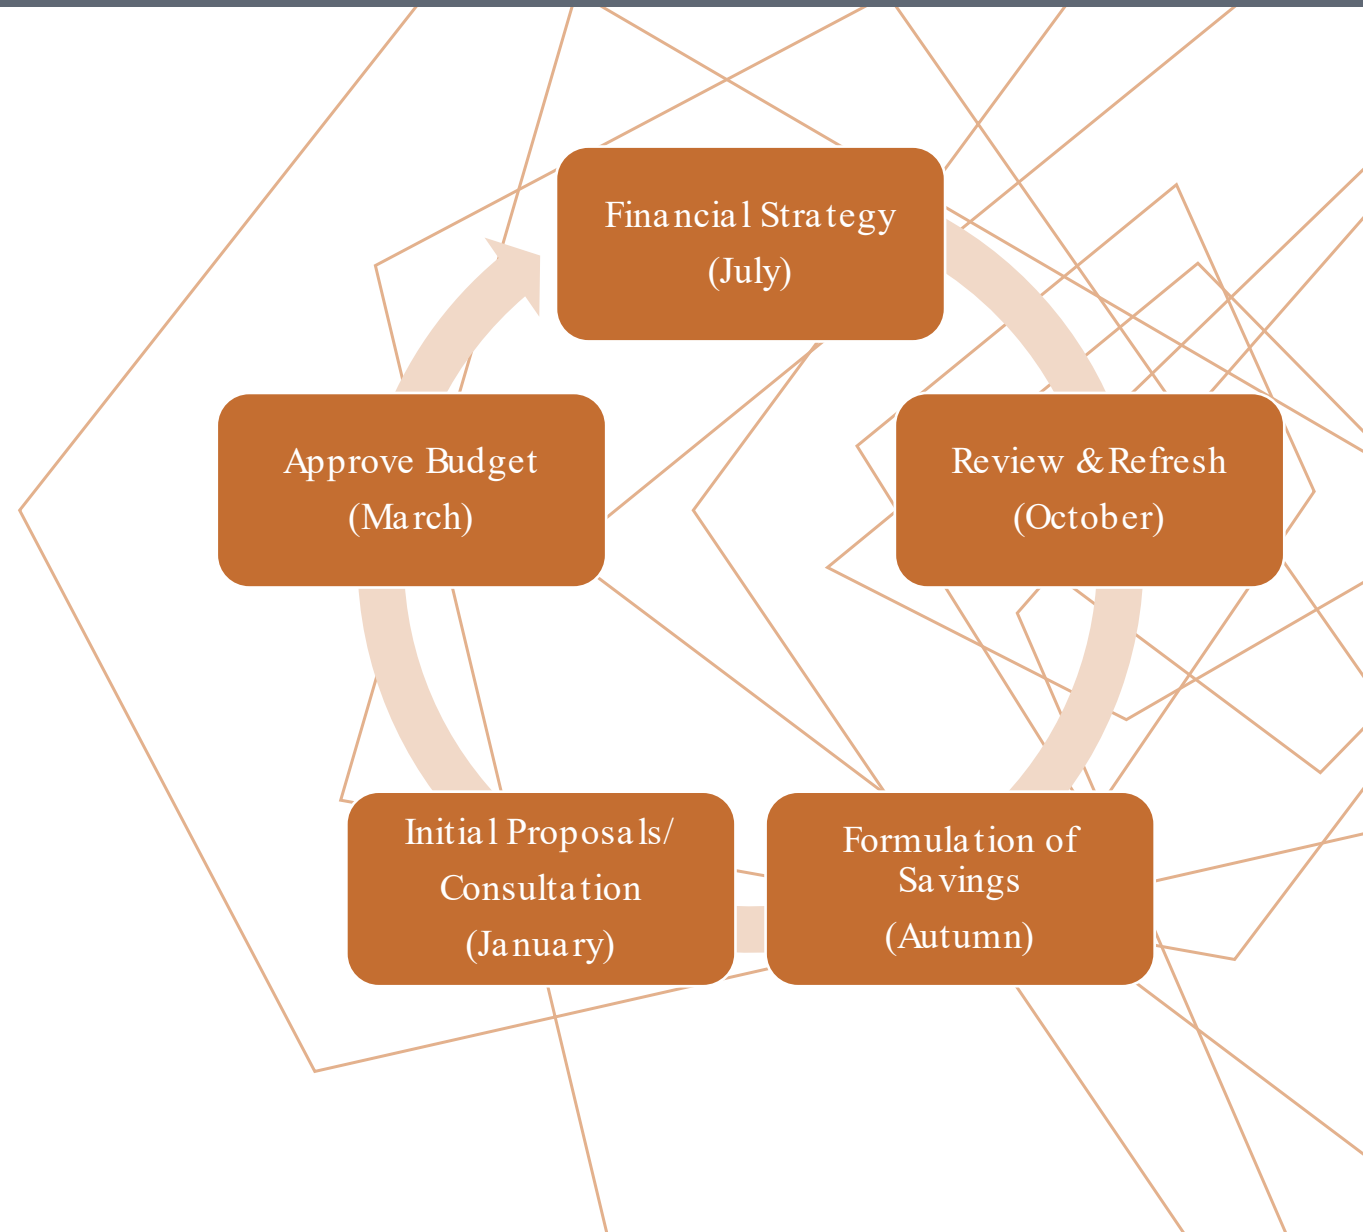 Financial Strategy
(July)
Review & Refresh
(October)
Formulation of
Savings
(Autumn)
Initial Proposals/
Consultation
(January)
Approve Budget
(March)